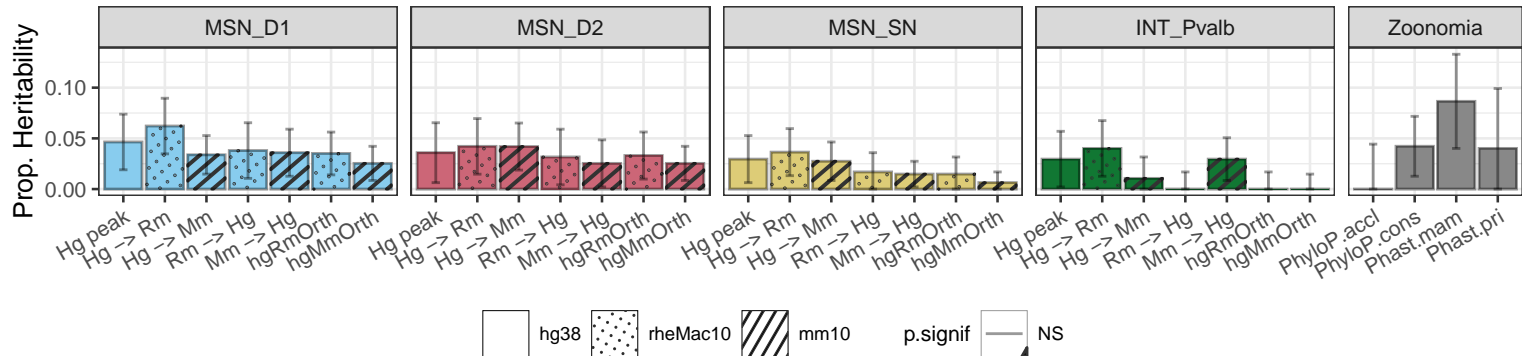 MSN_D1 MSN_D2 MSN_SN INT_Pvalb Zoonomia
Prop. Heritability
0.10
0.05
0.00
Hg peak Hg -> Rm Hg -> Mm Rm -> Hg Mm -> Hg hgRmOrth hgMmOrth
Hg peak Hg -> Rm Hg -> Mm Rm -> Hg Mm -> Hg hgRmOrth hgMmOrth
Hg peak Hg -> Rm Hg -> Mm Rm -> Hg Mm -> Hg hgRmOrth hgMmOrth
Hg peak Hg -> Rm Hg -> Mm Rm -> Hg Mm -> Hg hgRmOrth hgMmOrth
PhyloP.accl PhyloP.cons Phast.mam Phast.pri
hg38 rheMac10 mm10 p.signif NS